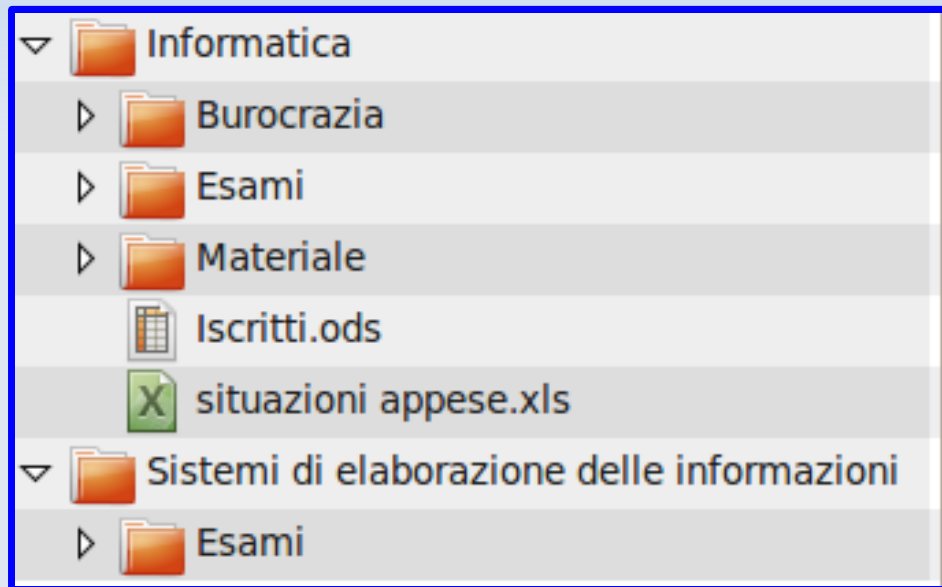 Informatica
Burocrazia
Esami
Materiale
Iscritti.ods
situazioni appese.xls
Sistemi di elaborazione delle informazioni
Esami